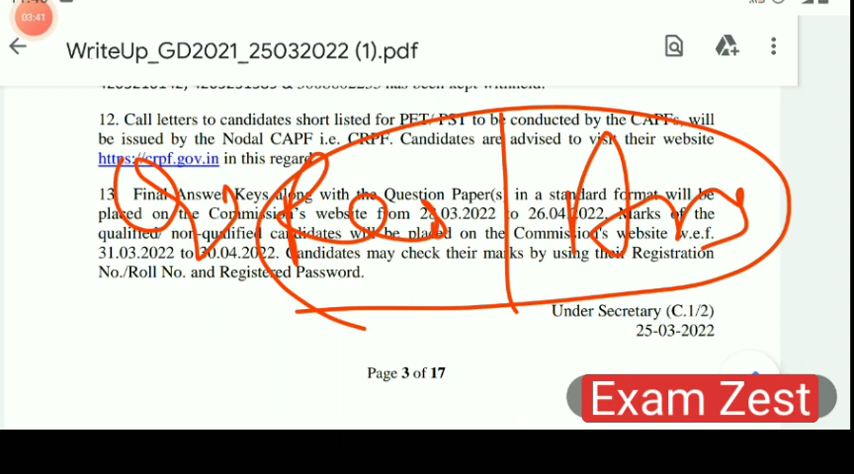 03:41
WriteUp_GD2021_25032022 (1).pdf
12. Call letters to candidates short listed for PET/ PST to be conducted by the CAPFs, will
be issued by the Nodal CAPF i.e. CRPF. Candidates are advised to visit their website
https://crpf.gov.in in this regard.
13. Final Answer Keys along with the Question Paper(s) in a standard format will be
placed on the Commission's website from 28.03.2022 to 26.04.2022. Marks of the
qualified/ non-qualified candidates will be placed on the Commission's website w.e.f.
31.03.2022 to 30.04.2022. Candidates may check their marks by using their Registration
No./Roll No. and Registered Password.
Under Secretary (C.1/2)
25-03-2022
Page 3 of 17
Exam Zest